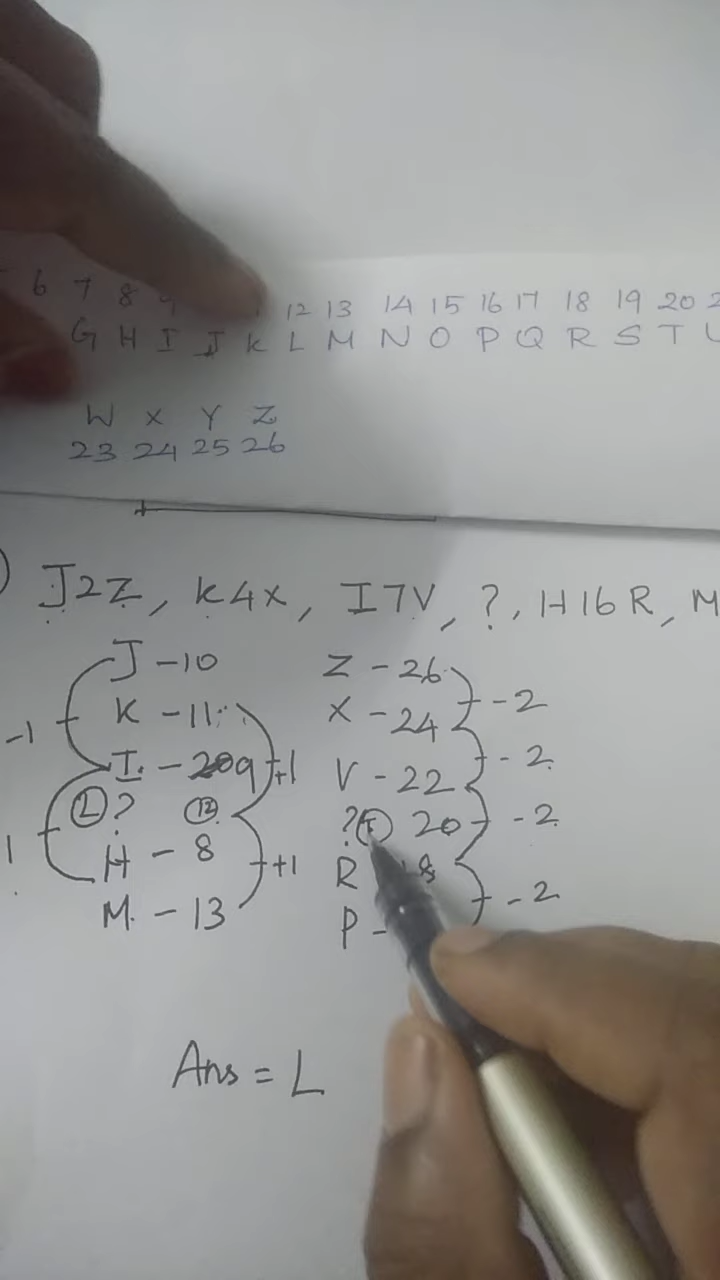 6 7 8 9 12 13 14 15 16 17 18 19 20
G H I J K L M N O P Q R S T
W X Y Z
23 24 25 26
J2Z, K4X, I7V, ?, H16R, M
J - 10 Z - 26
-1 K - 11 X - 24 -2
I - 9 +1 V - 22 -2
L ? 12 ? T 20 -2
1 H - 8 +1 R 18 -2
M - 13 P -
Ans = L